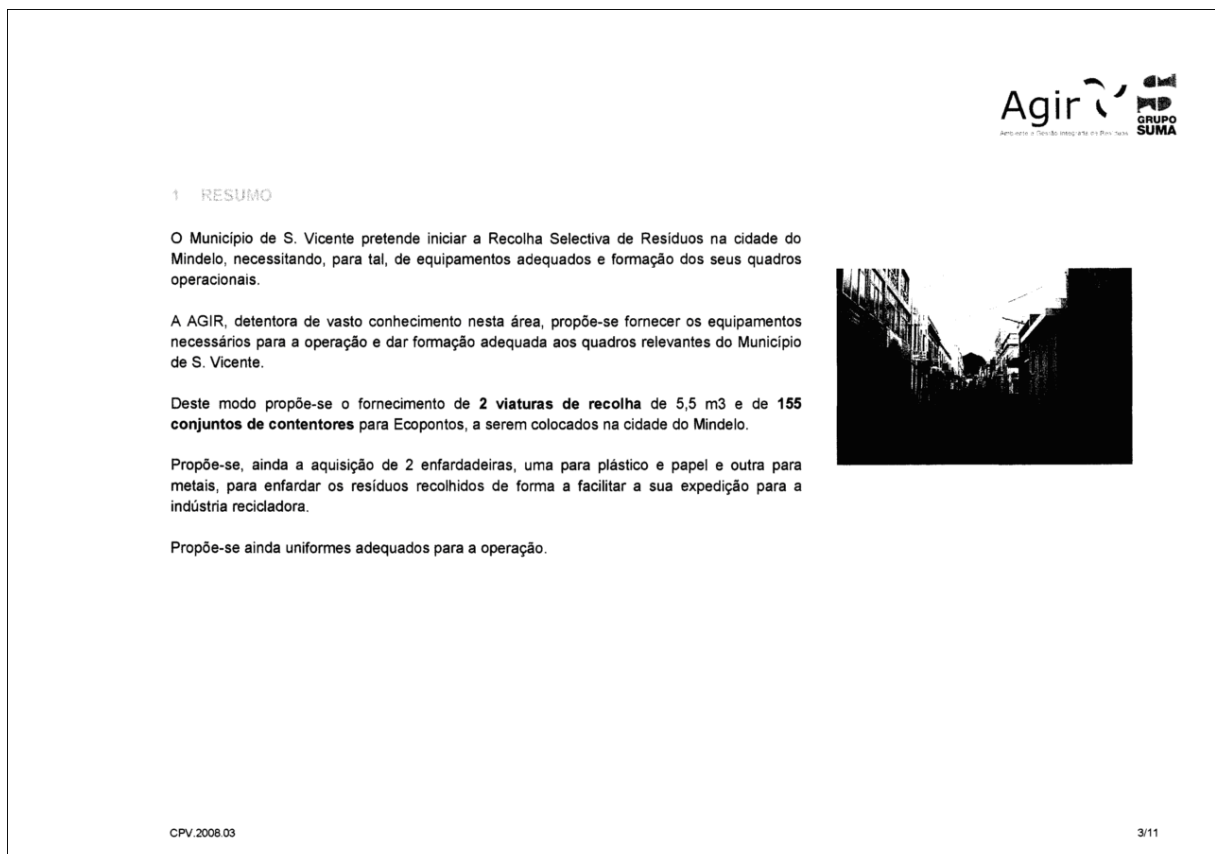 Agir
GRUPO
SUMA
1 RESUMO
O Município de S. Vicente pretende iniciar a Recolha Selectiva de Resíduos na cidade do
Mindelo, necessitando, para tal, de equipamentos adequados e formação dos seus quadros
operacionais.
A AGIR, detentora de vasto conhecimento nesta área, propõe-se fornecer os equipamentos
necessários para a operação e dar formação adequada aos quadros relevantes do Município
de S. Vicente.
Deste modo propõe-se o fornecimento de 2 viaturas de recolha de 5,5 m3 e de 155
conjuntos de contentores para Ecopontos, a serem colocados na cidade do Mindelo.
Propõe-se, ainda a aquisição de 2 enfardadeiras, uma para plástico e papel e outra para
metais, para enfardar os resíduos recolhidos de forma a facilitar a sua expedição para a
indústria recicladora.
Propõe-se ainda uniformes adequados para a operação.
CPV.2008.03
3/11